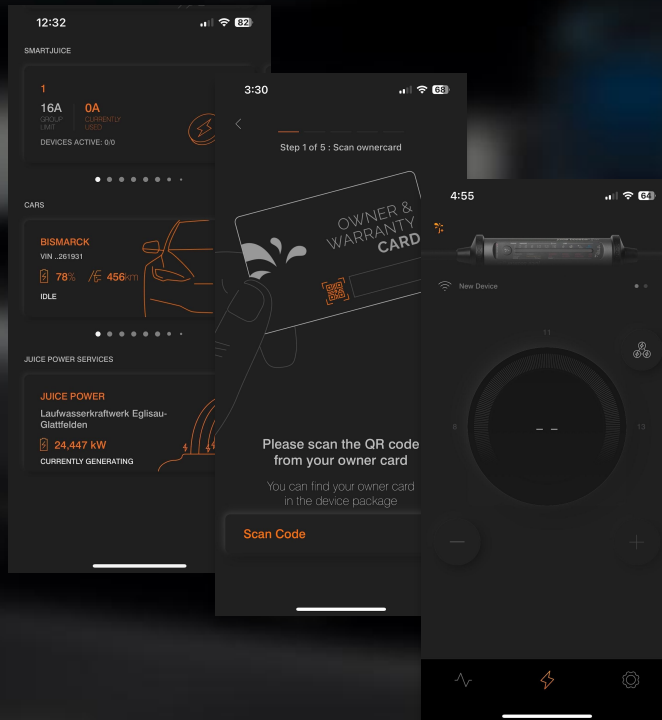 12:32
82
SMARTJUICE
1
16A
0A
GROUP
LIMIT
CURRENTLY
USED
DEVICES ACTIVE: 0/0
CARS
BISMARCK
VIN ..261931
78%
456km
IDLE
JUICE POWER SERVICES
JUICE POWER
Laufwasserkraftwerk Eglisau-
Glattfelden
24,447 kW
CURRENTLY GENERATING
3:30
68
Step 1 of 5 : Scan ownercard
OWNER &
WARRANTY
CARD
Please scan the QR code
from your owner card
You can find your owner card
in the device package
Scan Code
4:55
64
New Device
11
8
13
- -